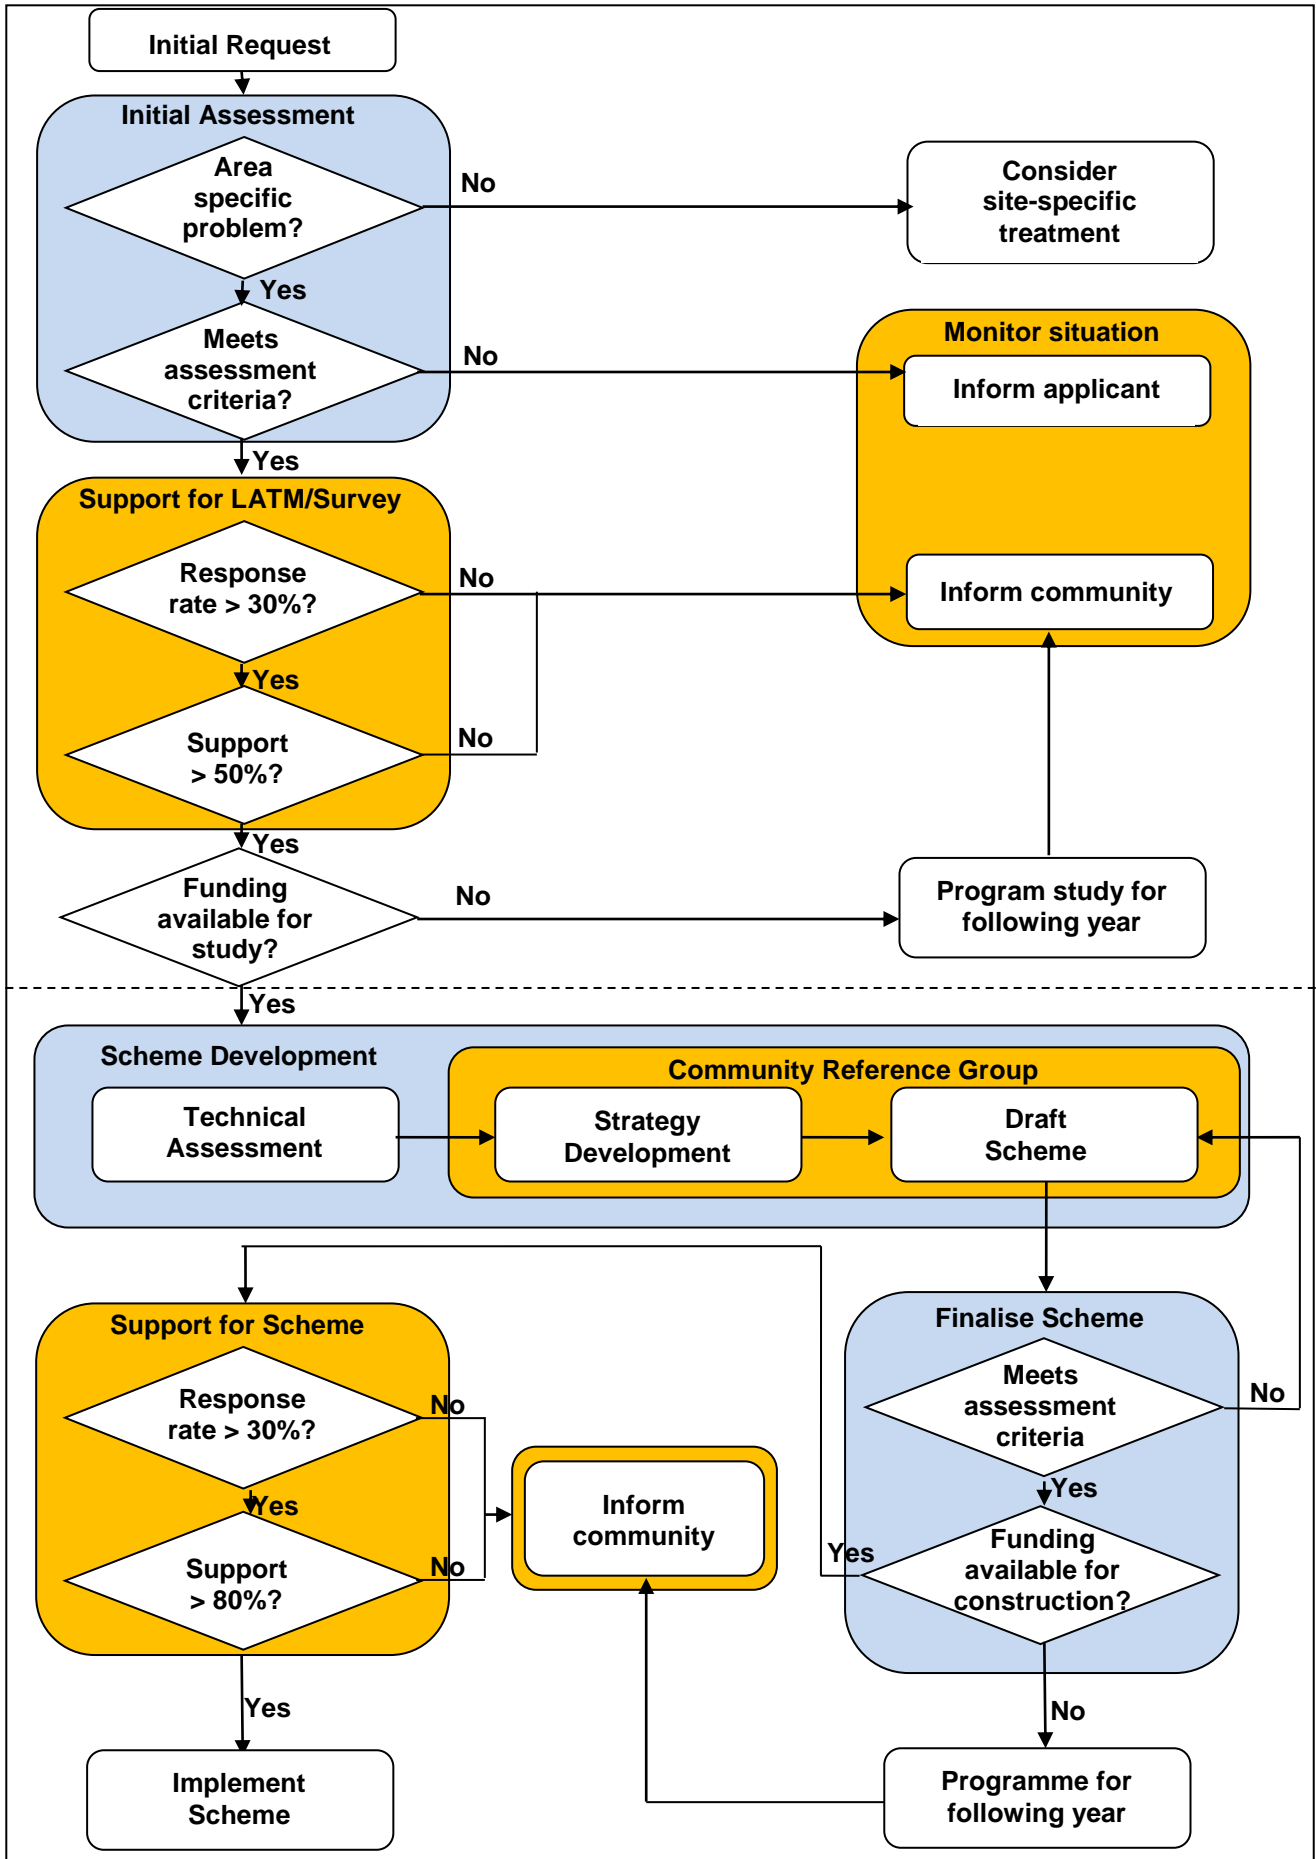 Initial Request
Initial Assessment
Area
specific
problem?
No
Consider
site-specific
treatment
Yes
Meets
assessment
criteria?
No
Monitor situation
Inform applicant
Yes
Support for LATM/Survey
Response
rate > 30%?
No
Inform community
Yes
Support
> 50%?
No
Yes
Funding
available for
study?
No
Program study for
following year
Yes
Scheme Development
Community Reference Group
Technical
Assessment
Strategy
Development
Draft
Scheme
Support for Scheme
Finalise Scheme
Response
rate > 30%?
No
Meets
assessment
criteria
No
Yes
Yes
Inform
community
Support
> 80%?
No
Yes
Funding
available for
construction?
Yes
No
Implement
Scheme
Programme for
following year